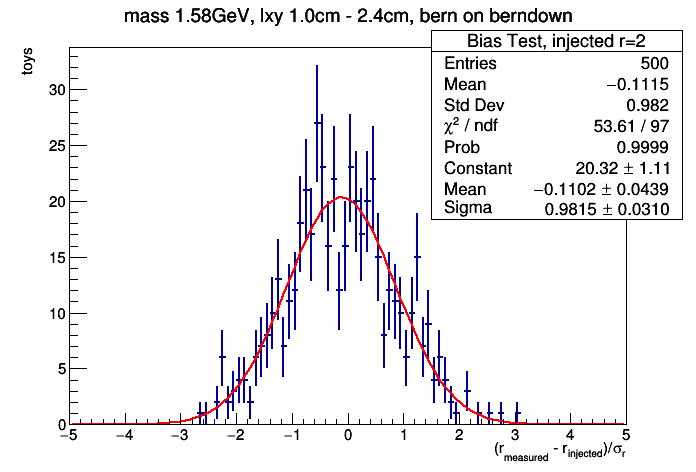 mass 1.58GeV, lxy 1.0cm - 2.4cm, bern on berndown
Bias Test, injected r=2
Entries 500
Mean −0.1115
Std Dev 0.982
χ² / ndf 53.61 / 97
Prob 0.9999
Constant 20.32 ± 1.11
Mean −0.1102 ± 0.0439
Sigma 0.9815 ± 0.0310
toys
30
25
20
15
10
5
0
−5 −4 −3 −2 −1 0 1 2 3 4 5
(r_measured - r_injected)/σ_r